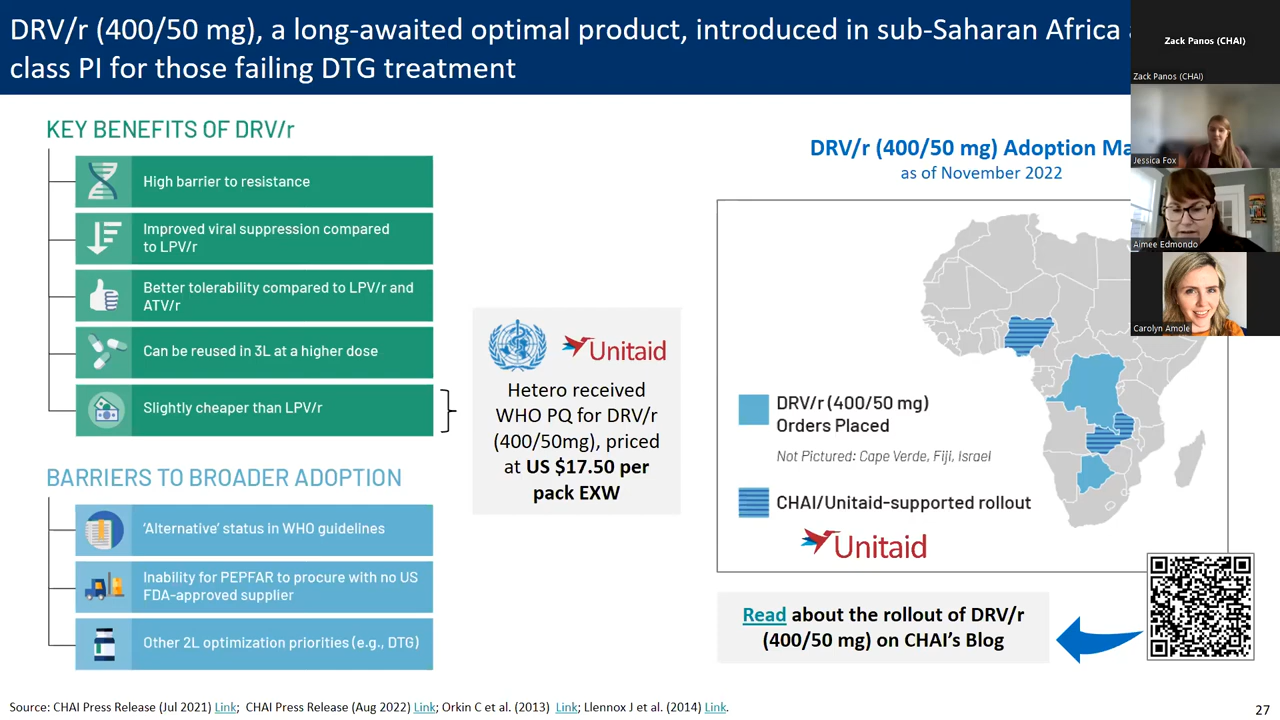 DRV/r (400/50 mg), a long-awaited optimal product, introduced in sub-Saharan Africa
class PI for those failing DTG treatment
KEY BENEFITS OF DRV/r
High barrier to resistance
Improved viral suppression compared
to LPV/r
Better tolerability compared to LPV/r and
ATV/r
Can be reused in 3L at a higher dose
Slightly cheaper than LPV/r
BARRIERS TO BROADER ADOPTION
'Alternative' status in WHO guidelines
Inability for PEPFAR to procure with no US
FDA-approved supplier
Other 2L optimization priorities (e.g., DTG)
Unitaid
Hetero received
WHO PQ for DRV/r
(400/50mg), priced
at US $17.50 per
pack EXW
DRV/r (400/50 mg) Adoption Ma
as of November 2022
DRV/r (400/50 mg)
Orders Placed
Not Pictured: Cape Verde, Fiji, Israel
CHAI/Unitaid-supported rollout
Unitaid
Read about the rollout of DRV/r
(400/50 mg) on CHAI's Blog
Zack Panos (CHAI)
Zack Panos (CHAI)
Jessica Fox
Aimee Edmondo
Carolyn Amole
Source: CHAI Press Release (Jul 2021) Link; CHAI Press Release (Aug 2022) Link; Orkin C et al. (2013) Link; Llennox J et al. (2014) Link.
27